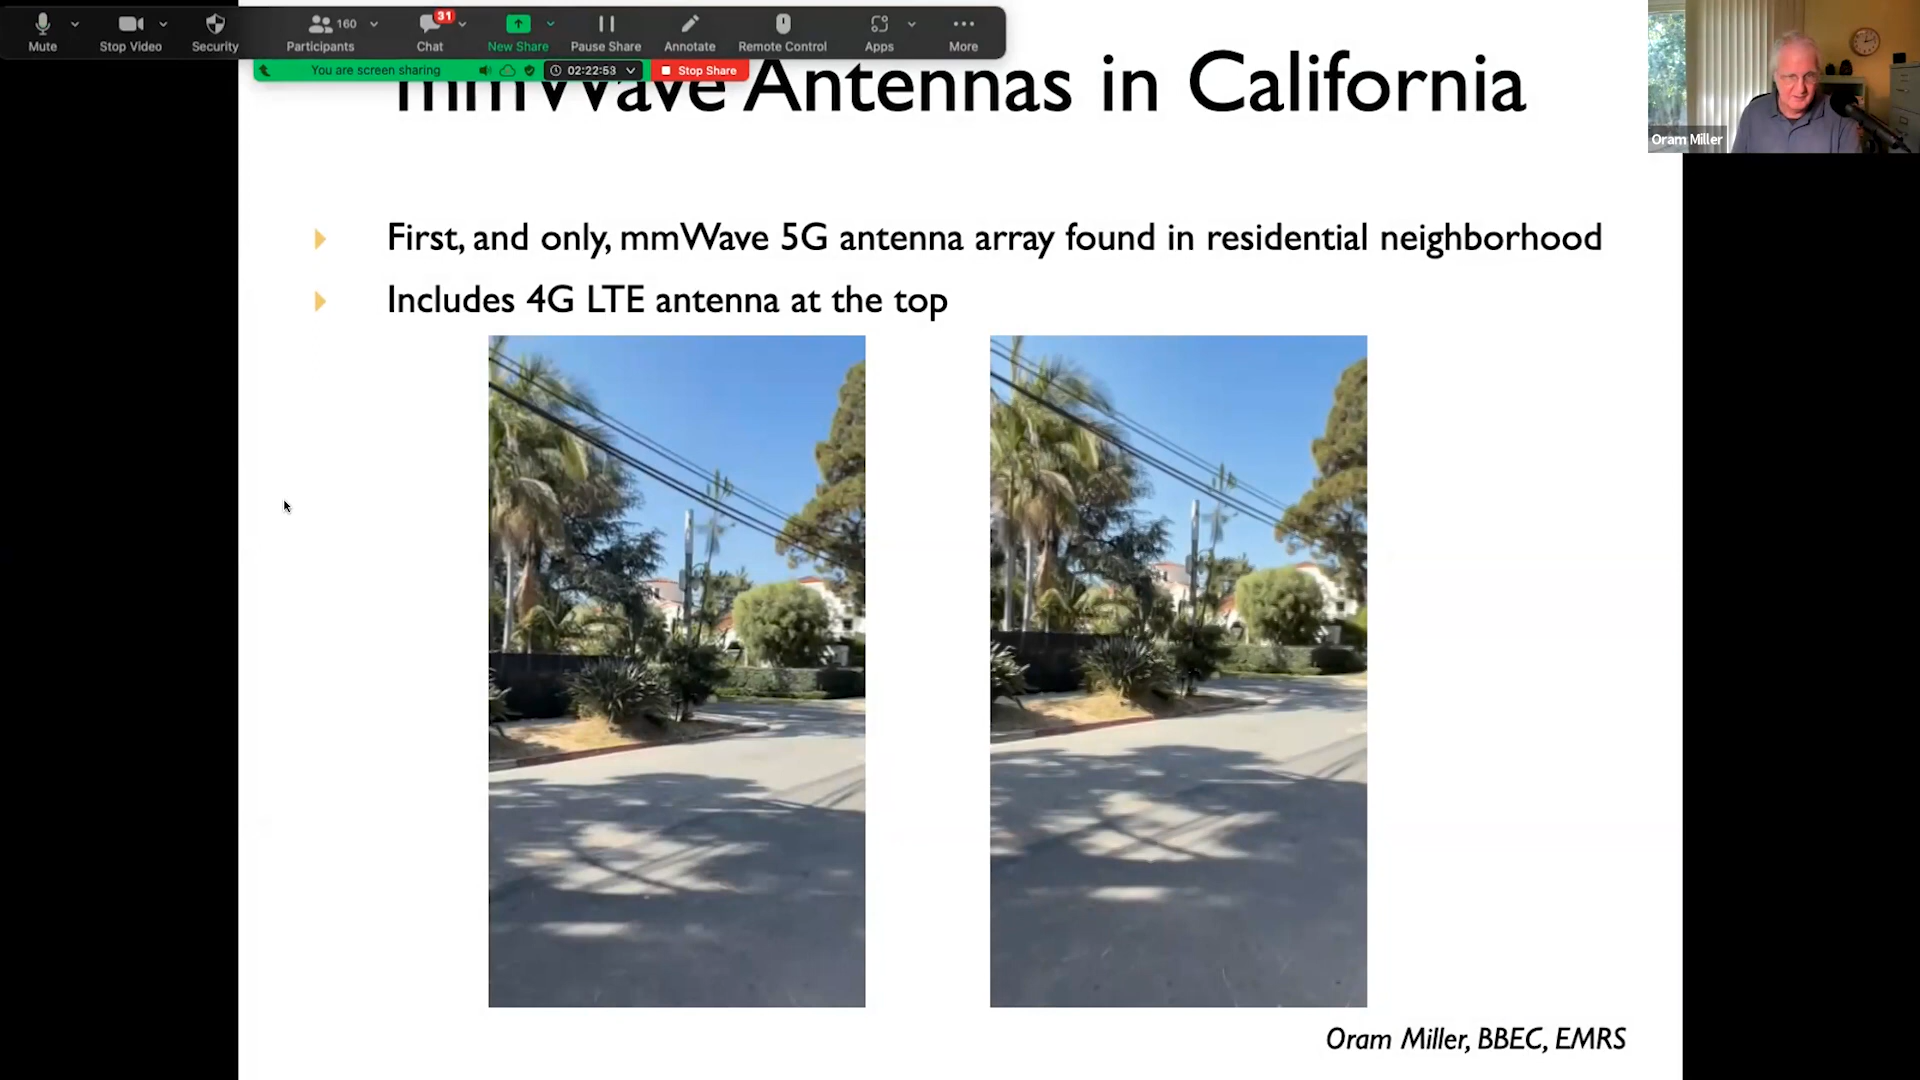 160
31
Mute
Stop Video
Security
Participants
Chat
New Share
Pause Share
Annotate
Remote Control
Apps
More
You are screen sharing
02:22:53
Stop Share
mmWave Antennas in California
Oram Miller
First, and only, mmWave 5G antenna array found in residential neighborhood
Includes 4G LTE antenna at the top
Oram Miller, BBEC, EMRS